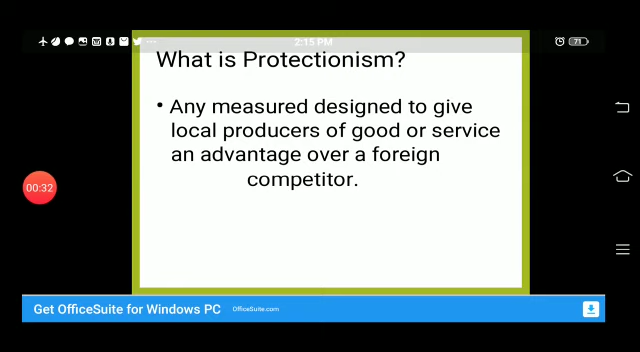 2:15 PM
71
What is Protectionism?
• Any measured designed to give
local producers of good or service
an advantage over a foreign
competitor.
00:32
Get OfficeSuite for Windows PC OfficeSuite.com